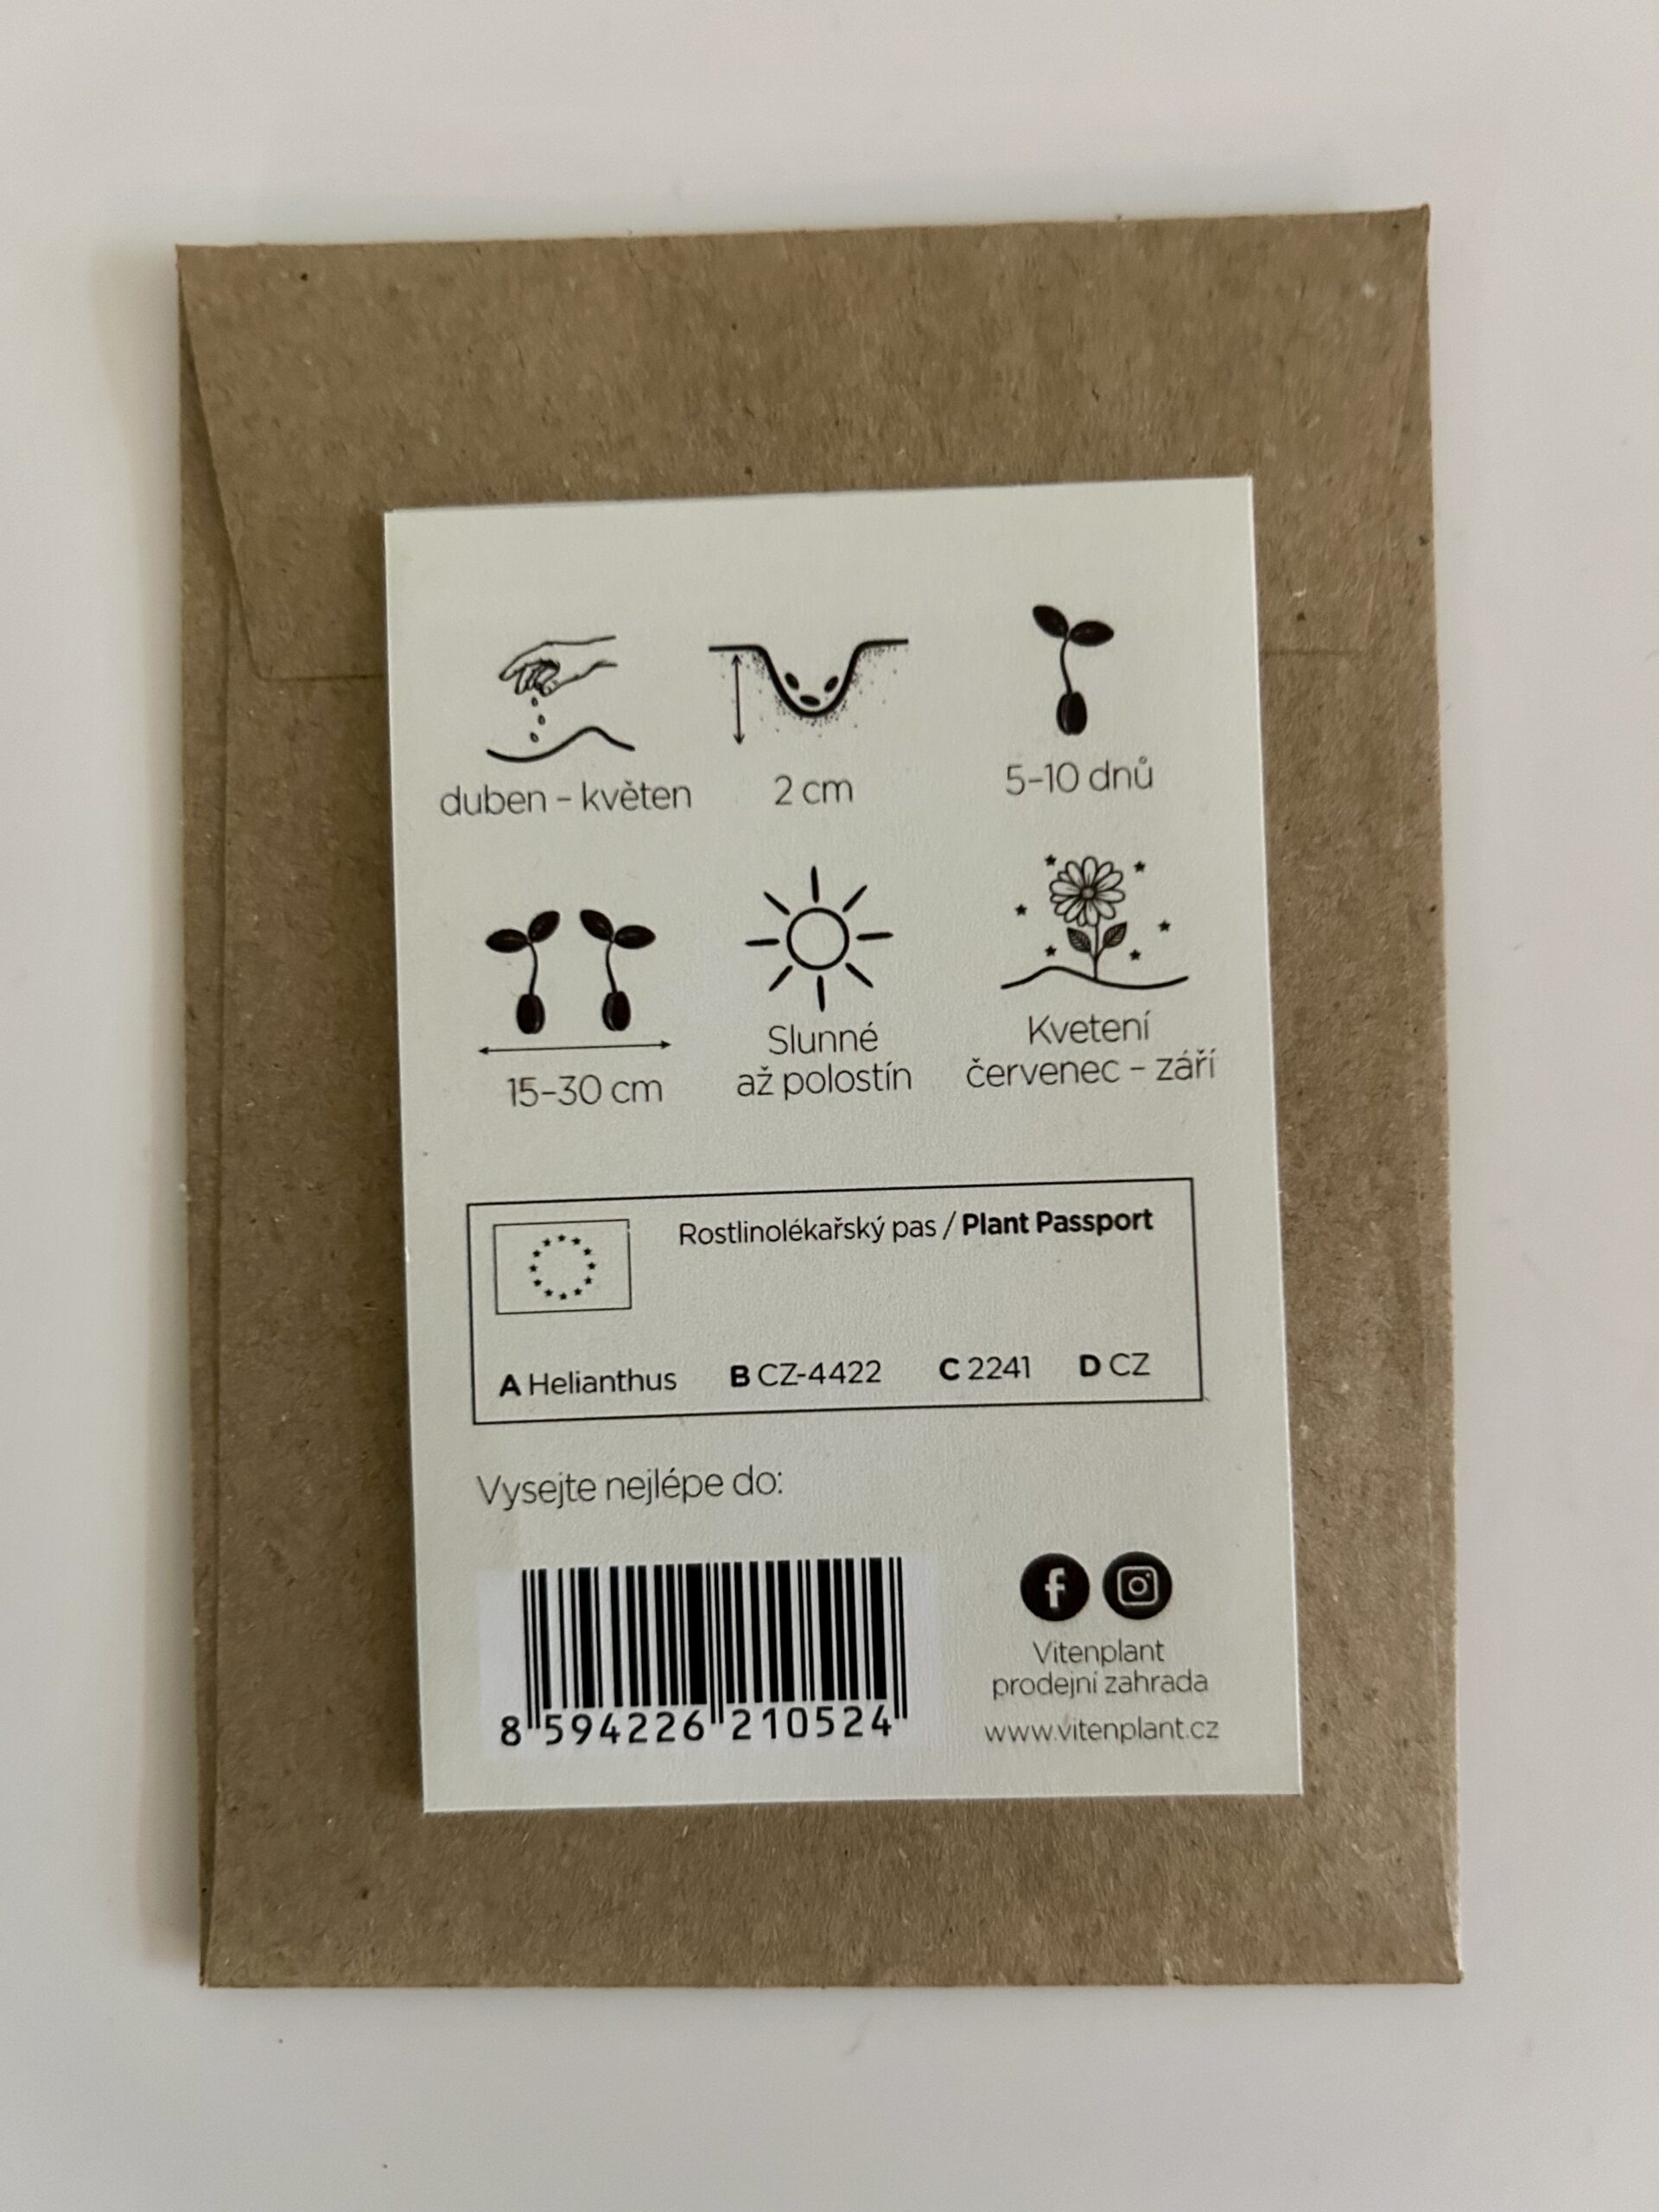 duben – květen
2 cm
5–10 dnů
15–30 cm
Slunné
až polostín
Kvetení
červenec – září
Rostlinolékařský pas / Plant Passport
A Helianthus B CZ-4422 C 2241 D CZ
Vysejte nejlépe do:
8 594226 210524
Vitenplant
prodejní zahrada
www.vitenplant.cz